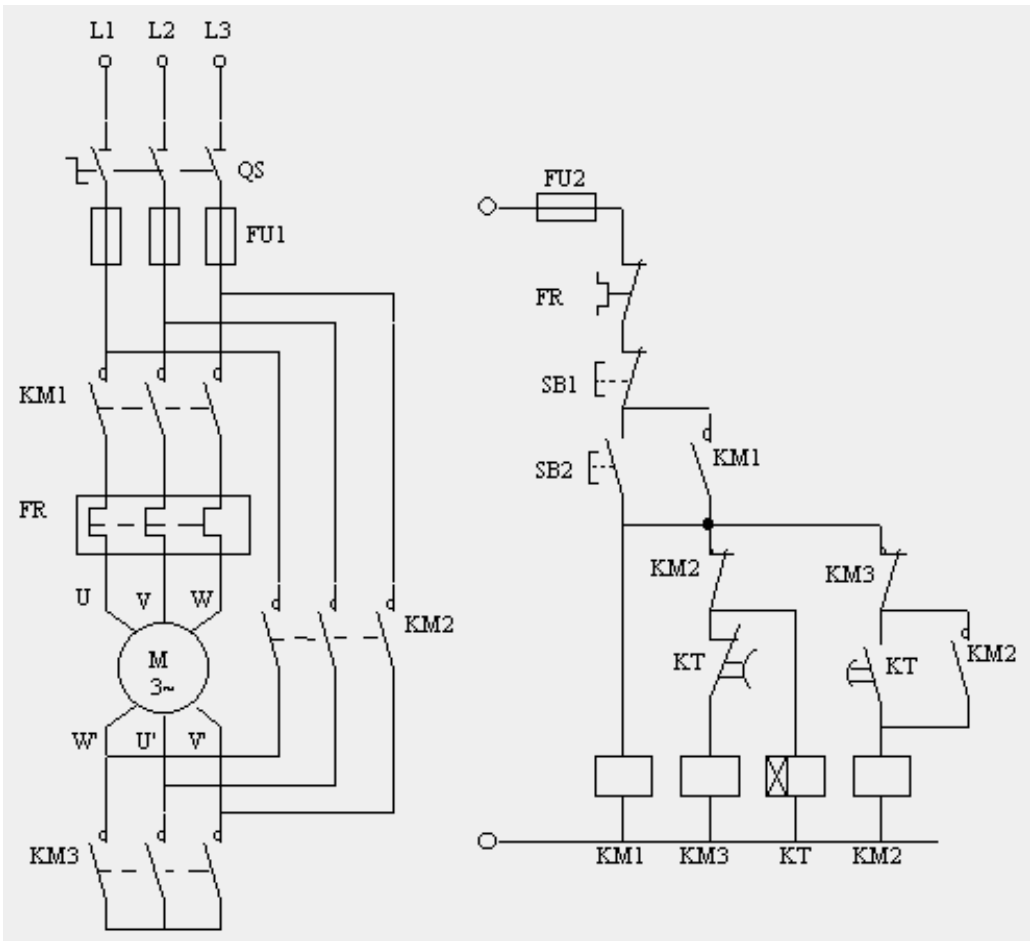 L1 L2 L3
QS
FU1
KM1
FR
U V W
M
3~
KM2
W' U' V'
KM3
FU2
FR
SB1
SB2
KM1
KM2
KM3
KT
KT
KM2
KM1 KM3 KT KM2